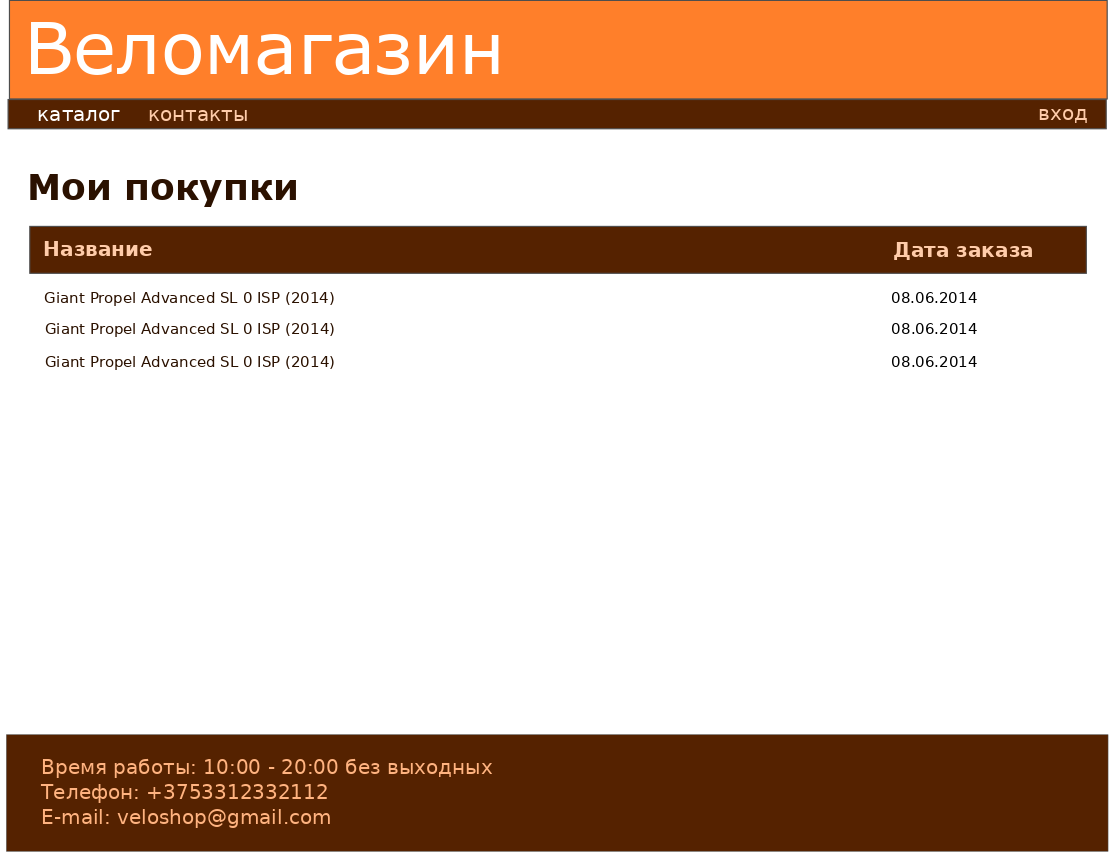 Веломагазин
каталог контакты вход
Мои покупки
Название Дата заказа
Giant Propel Advanced SL 0 ISP (2014) 08.06.2014
Giant Propel Advanced SL 0 ISP (2014) 08.06.2014
Giant Propel Advanced SL 0 ISP (2014) 08.06.2014
Время работы: 10:00 - 20:00 без выходных
Телефон: +3753312332112
E-mail: veloshop@gmail.com